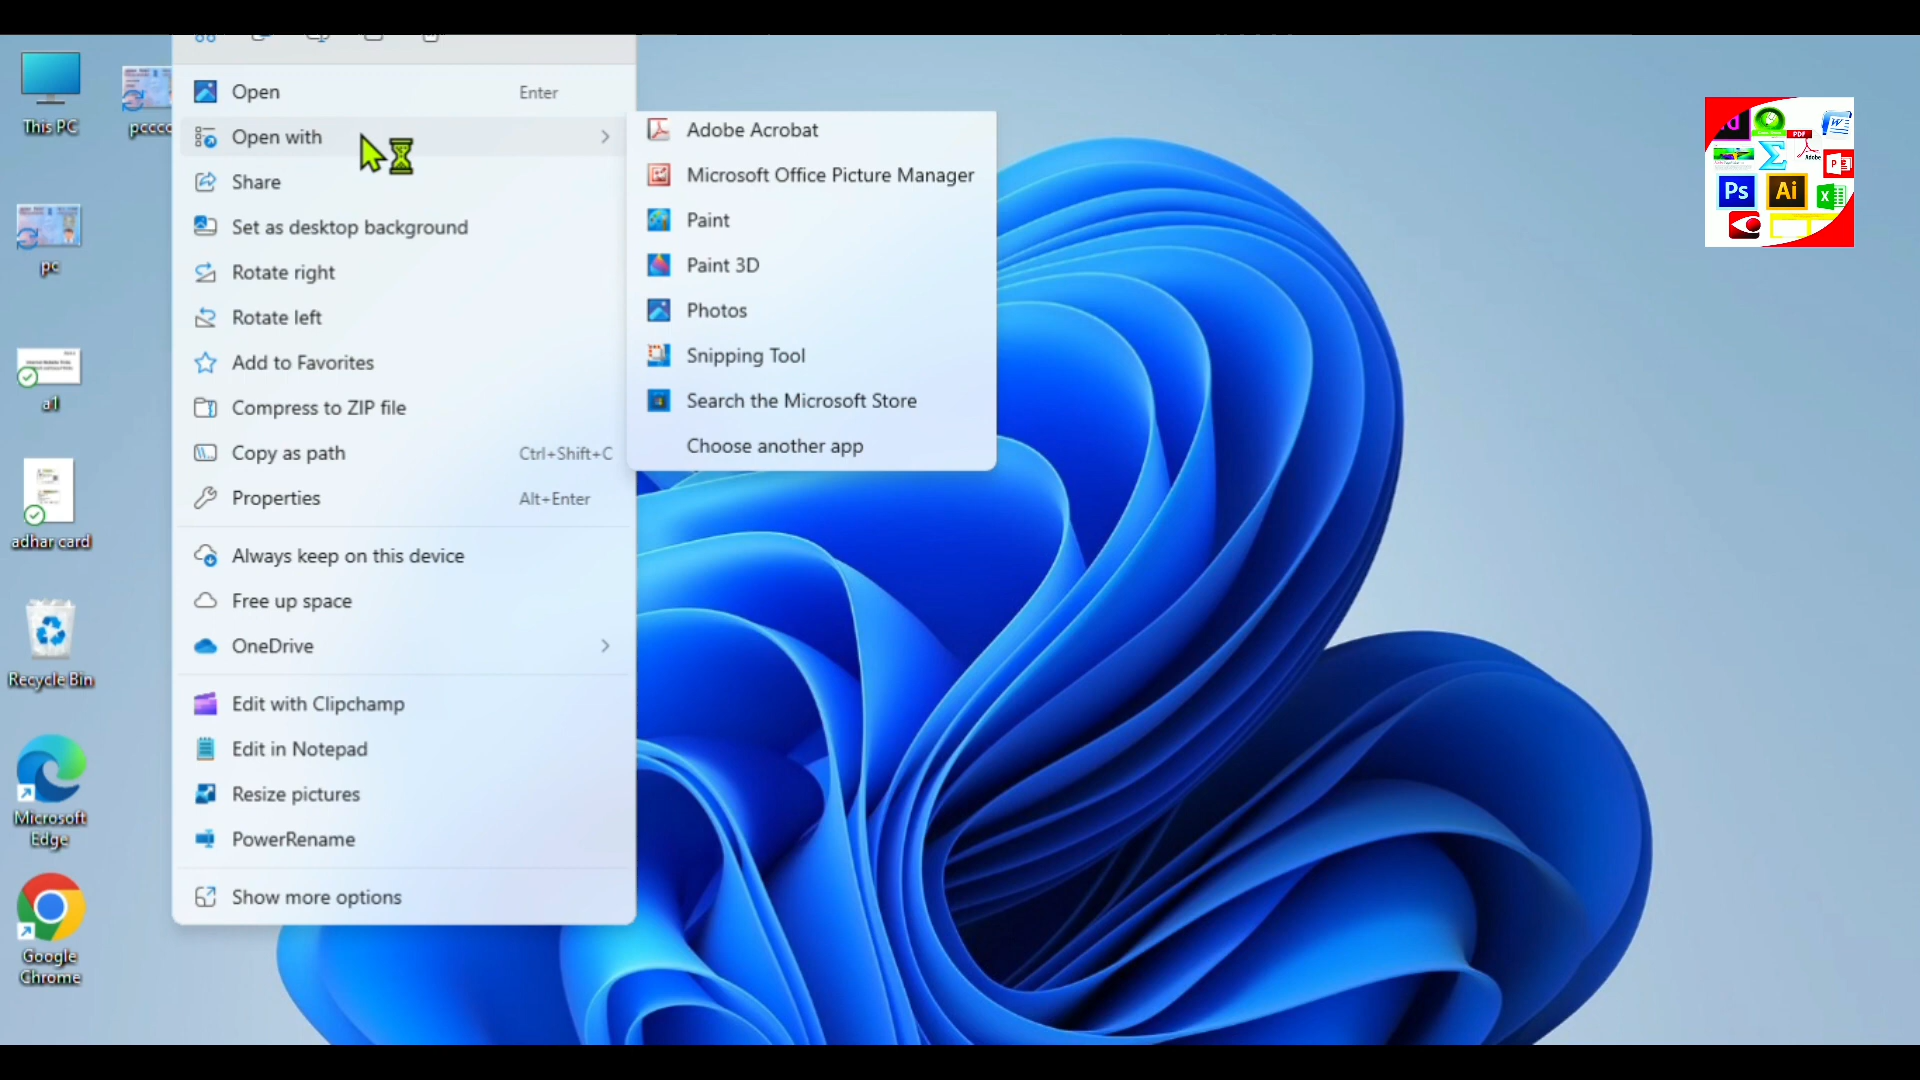 This PC
pcccc
pc
a1
adhar card
Recycle Bin
Microsoft
Edge
Google
Chrome
Open Enter
Open with
Share
Set as desktop background
Rotate right
Rotate left
Add to Favorites
Compress to ZIP file
Copy as path Ctrl+Shift+C
Properties Alt+Enter
Always keep on this device
Free up space
OneDrive
Edit with Clipchamp
Edit in Notepad
Resize pictures
PowerRename
Show more options
Adobe Acrobat
Microsoft Office Picture Manager
Paint
Paint 3D
Photos
Snipping Tool
Search the Microsoft Store
Choose another app
PDF
Adobe
Ps
Ai